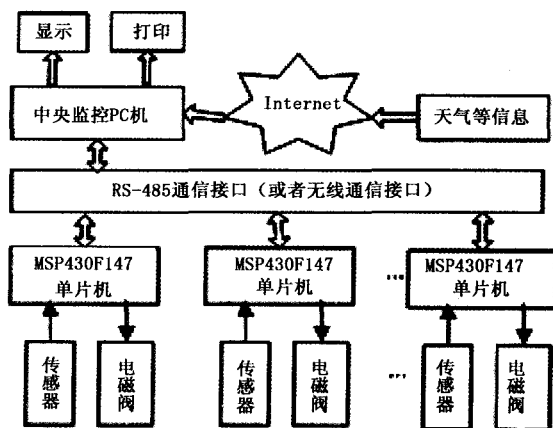 显示
打印
中央监控PC机
Internet
天气等信息
RS-485通信接口（或者无线通信接口）
MSP430F147
单片机
MSP430F147
单片机
...
MSP430F147
单片机
传感器
电磁阀
传感器
电磁阀
...
传感器
电磁阀